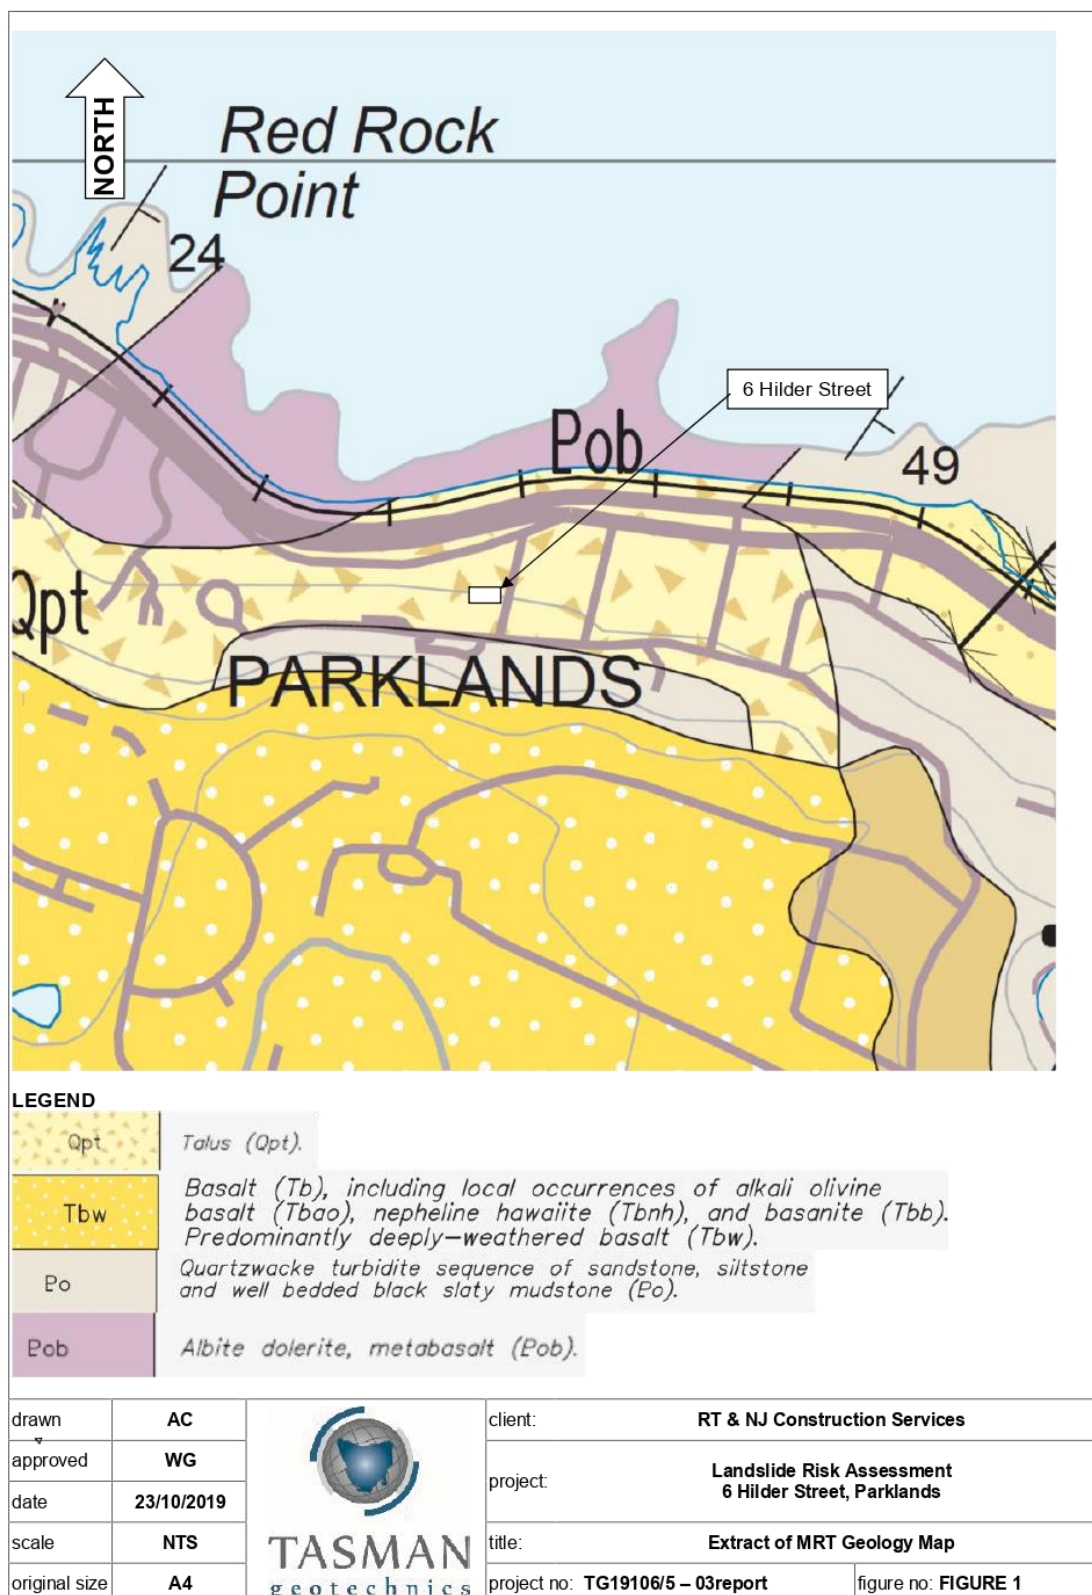 NORTH
Red Rock
Point
24
6 Hilder Street
Pob
49
Qpt
PARKLANDS
LEGEND
Qpt
Talus (Qpt).
Tbw
Basalt (Tb), including local occurrences of alkali olivine
basalt (Tbao), nepheline hawaiite (Tbnh), and basanite (Tbb).
Predominantly deeply-weathered basalt (Tbw).
Po
Quartzwacke turbidite sequence of sandstone, siltstone
and well bedded black slaty mudstone (Po).
Pob
Albite dolerite, metabasalt (Pob).
drawn AC
approved WG
date 23/10/2019
scale NTS
original size A4
TASMAN
geotechnics
client: RT & NJ Construction Services
project: Landslide Risk Assessment
6 Hilder Street, Parklands
title: Extract of MRT Geology Map
project no: TG19106/5 – 03report
figure no: FIGURE 1